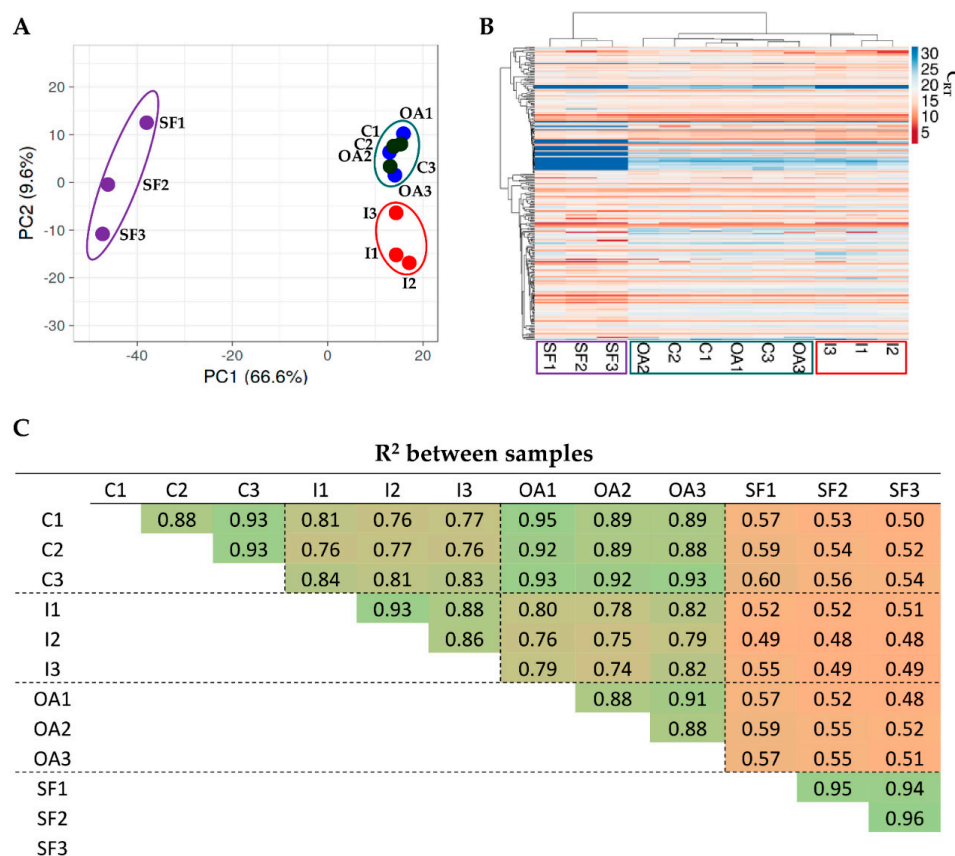 A
PC2 (9.6%)
20
10
0
-10
-20
-30
SF1
SF2
SF3
OA1
C1
C2
OA2
C3
OA3
I3
I1
I2
-40
-20
0
20
PC1 (66.6%)
B
30
25
20
15
10
5
C_RT
SF1 SF2 SF3 OA2 C2 C1 OA1 C3 OA3 I3 I1 I2
C
R² between samples
C1 C2 C3 I1 I2 I3 OA1 OA2 OA3 SF1 SF2 SF3
C1 0.88 0.93 0.81 0.76 0.77 0.95 0.89 0.89 0.57 0.53 0.50
C2 0.93 0.76 0.77 0.76 0.92 0.89 0.88 0.59 0.54 0.52
C3 0.84 0.81 0.83 0.93 0.92 0.93 0.60 0.56 0.54
I1 0.93 0.88 0.80 0.78 0.82 0.52 0.52 0.51
I2 0.86 0.76 0.75 0.79 0.49 0.48 0.48
I3 0.79 0.74 0.82 0.55 0.49 0.49
OA1 0.88 0.91 0.57 0.52 0.48
OA2 0.88 0.59 0.55 0.52
OA3 0.57 0.55 0.51
SF1 0.95 0.94
SF2 0.96
SF3